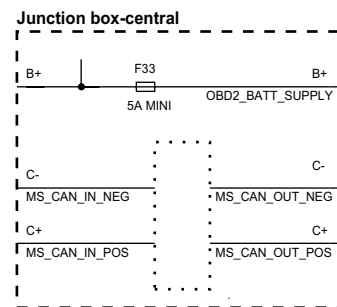 Junction box-central
B+ F33 B+
5A MINI OBD2_BATT_SUPPLY
C- C-
MS_CAN_IN_NEG MS_CAN_OUT_NEG
C+ C+
MS_CAN_IN_POS MS_CAN_OUT_POS